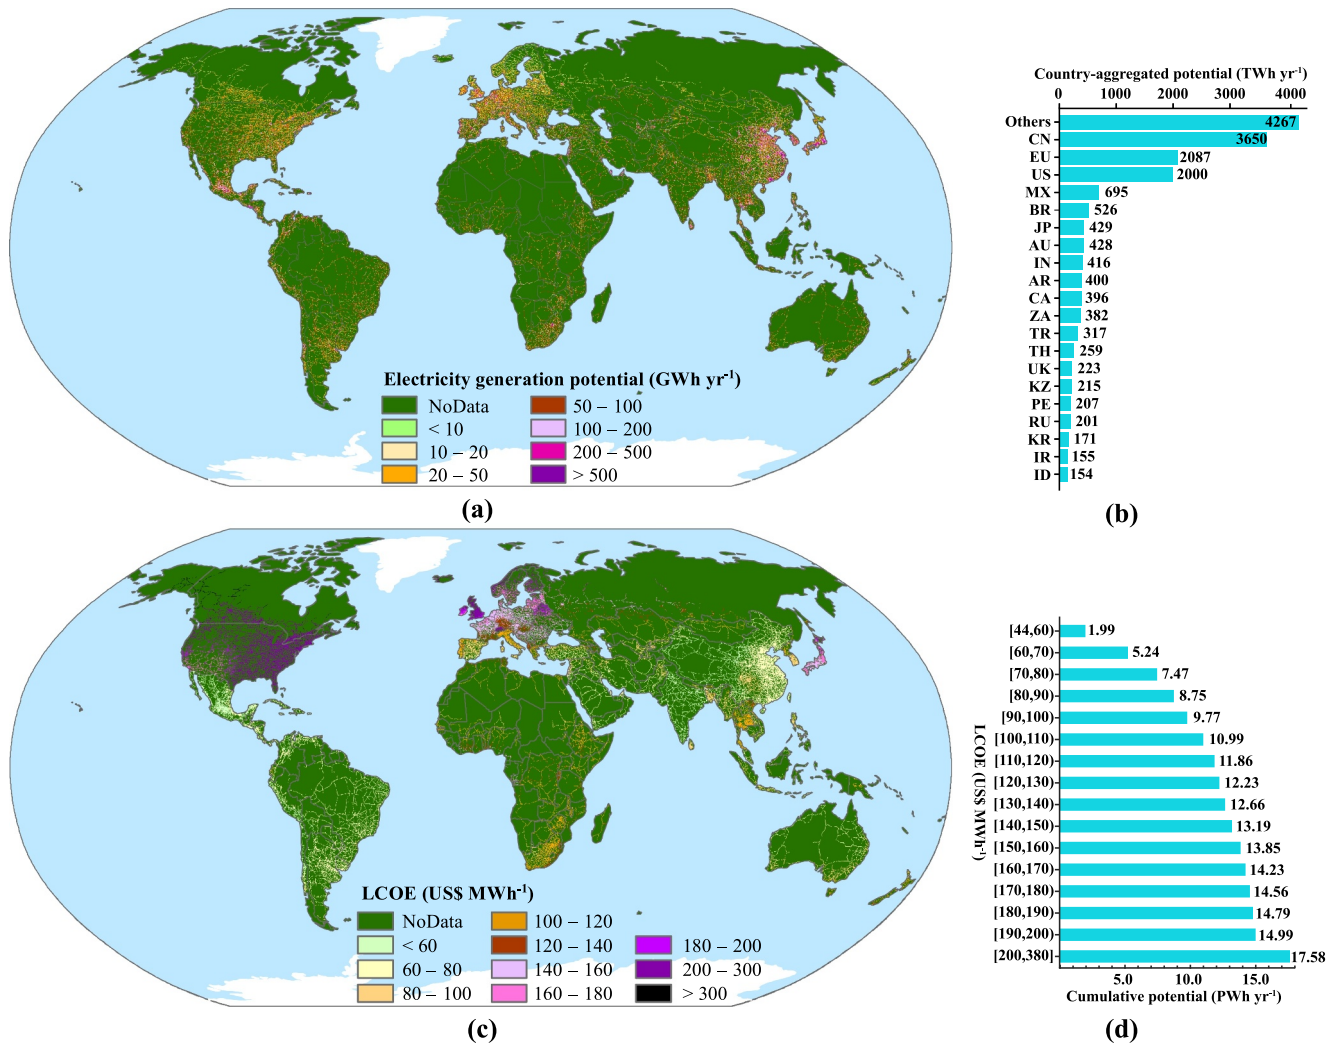 Electricity generation potential (GWh yr-1)
NoData
< 10
10 – 20
20 – 50
50 – 100
100 – 200
200 – 500
> 500
(a)
Country-aggregated potential (TWh yr-1)
0 1000 2000 3000 4000
Others 4267
CN 3650
EU 2087
US 2000
MX 695
BR 526
JP 429
AU 428
IN 416
AR 400
CA 396
ZA 382
TR 317
TH 259
UK 223
KZ 215
PE 207
RU 201
KR 171
IR 155
ID 154
(b)
LCOE (US$ MWh-1)
NoData
< 60
60 – 80
80 – 100
100 – 120
120 – 140
140 – 160
160 – 180
180 – 200
200 – 300
> 300
(c)
LCOE (US$ MWh-1)
[44,60) 1.99
[60,70) 5.24
[70,80) 7.47
[80,90) 8.75
[90,100) 9.77
[100,110) 10.99
[110,120) 11.86
[120,130) 12.23
[130,140) 12.66
[140,150) 13.19
[150,160) 13.85
[160,170) 14.23
[170,180) 14.56
[180,190) 14.79
[190,200) 14.99
[200,380] 17.58
5.0 10.0 15.0
Cumulative potential (PWh yr-1)
(d)